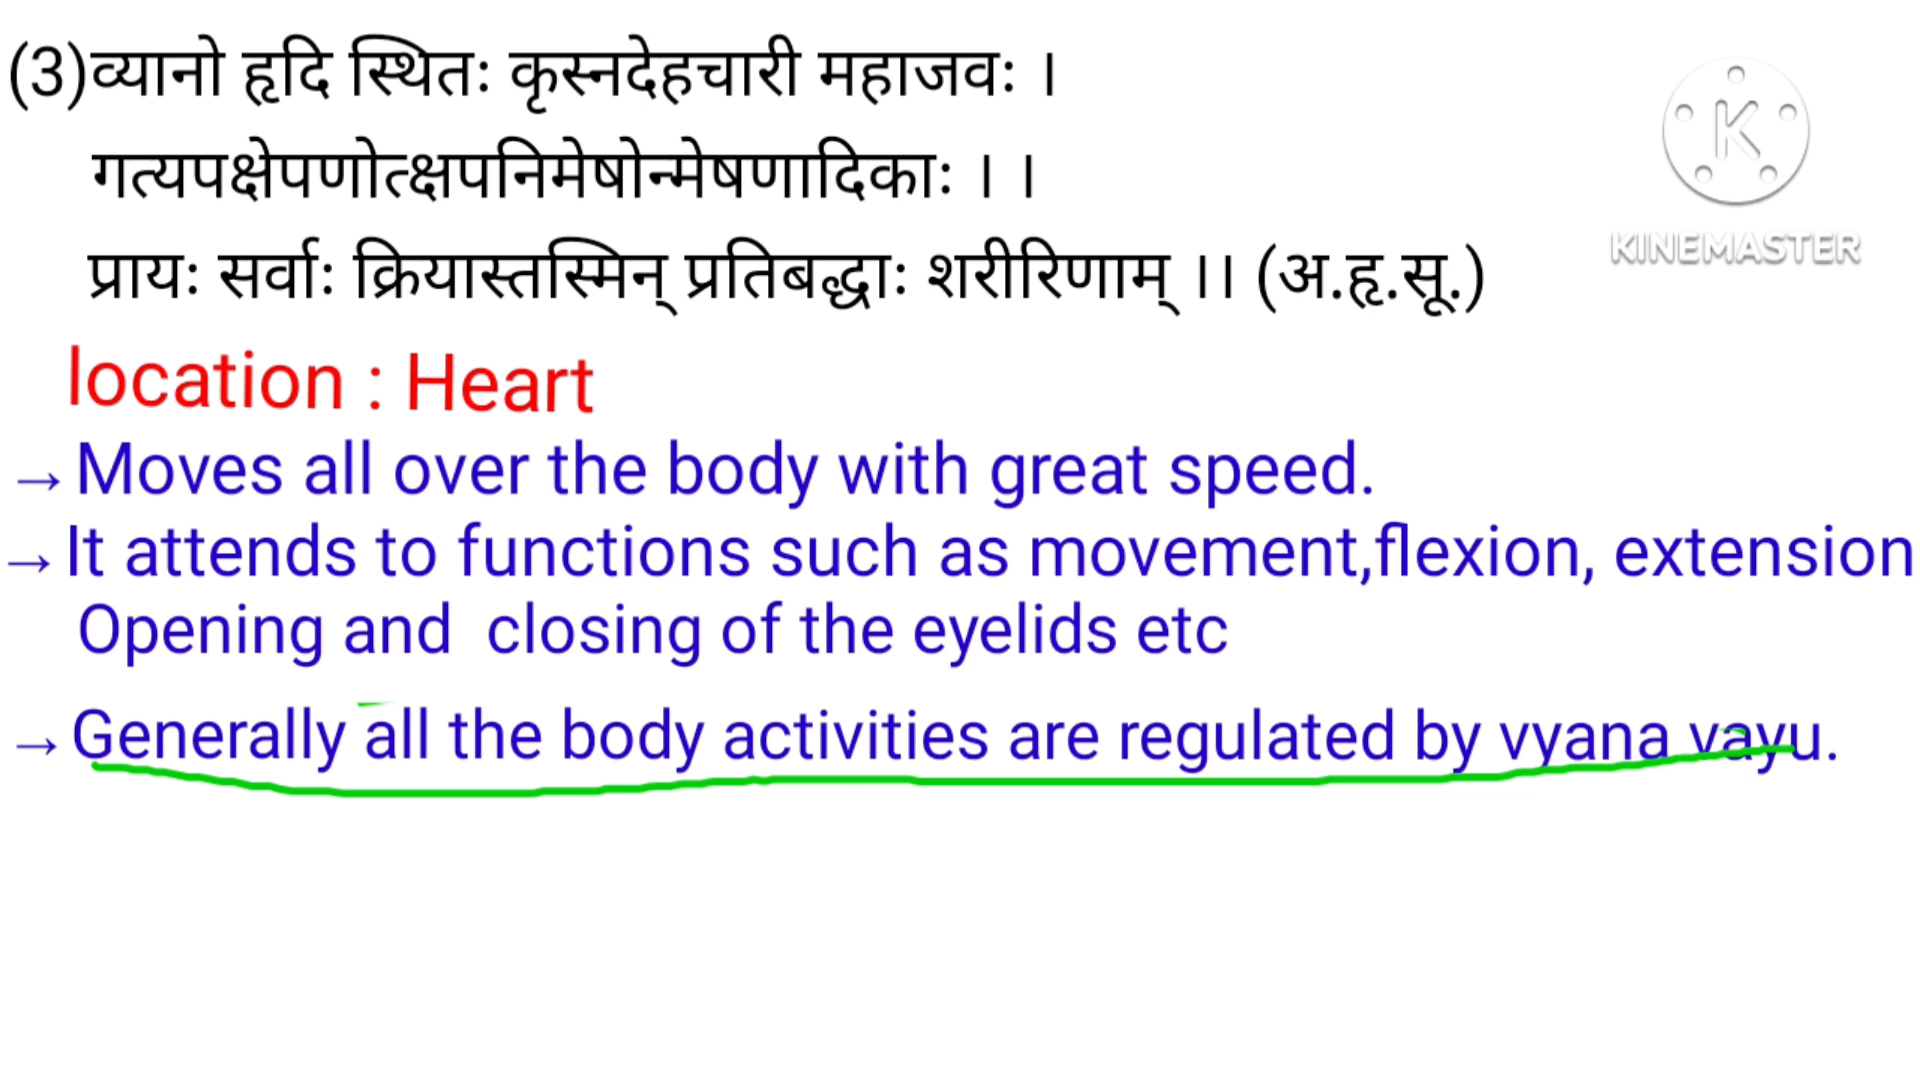 (3)व्यानो हृदि स्थितः कृस्नदेहचारी महाजवः ।
गत्यपक्षेपणोत्क्षपनिमेषोन्मेषणादिकाः । ।
प्रायः सर्वाः क्रियास्तस्मिन् प्रतिबद्धाः शरीरिणाम् ।। (अ.हृ.सू.)
K
KINEMASTER
location : Heart
→Moves all over the body with great speed.
→It attends to functions such as movement,flexion, extension
Opening and closing of the eyelids etc
→Generally all the body activities are regulated by vyana vayu.